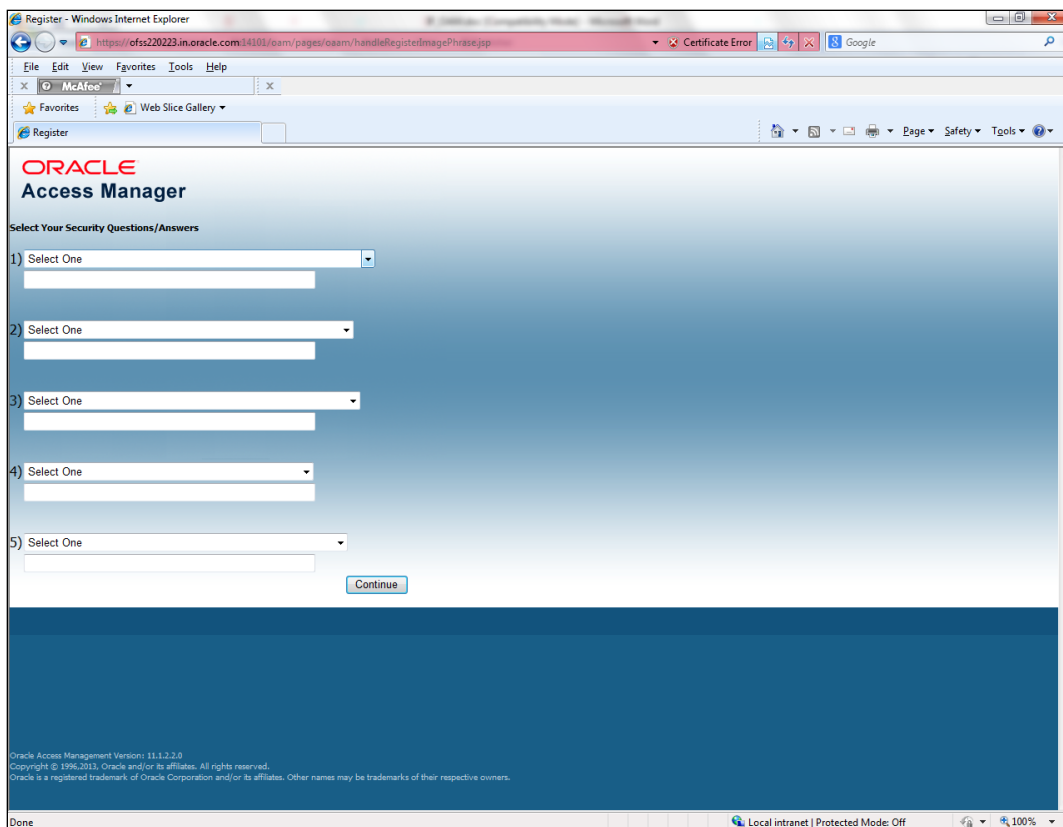 Register - Windows Internet Explorer
https://ofss220223.in.oracle.com:14101/oam/pages/oaam/handleRegisterImagePhrase.jsp
Certificate Error
Google
File Edit View Favorites Tools Help
McAfee
Favorites Web Slice Gallery
Register
Page Safety Tools
ORACLE
Access Manager
Select Your Security Questions/Answers
1) Select One
2) Select One
3) Select One
4) Select One
5) Select One
Continue
Oracle Access Management Version: 11.1.2.2.0
Copyright © 1996,2013, Oracle and/or its affiliates. All rights reserved.
Oracle is a registered trademark of Oracle Corporation and/or its affiliates. Other names may be trademarks of their respective owners.
Done
Local intranet | Protected Mode: Off
100%